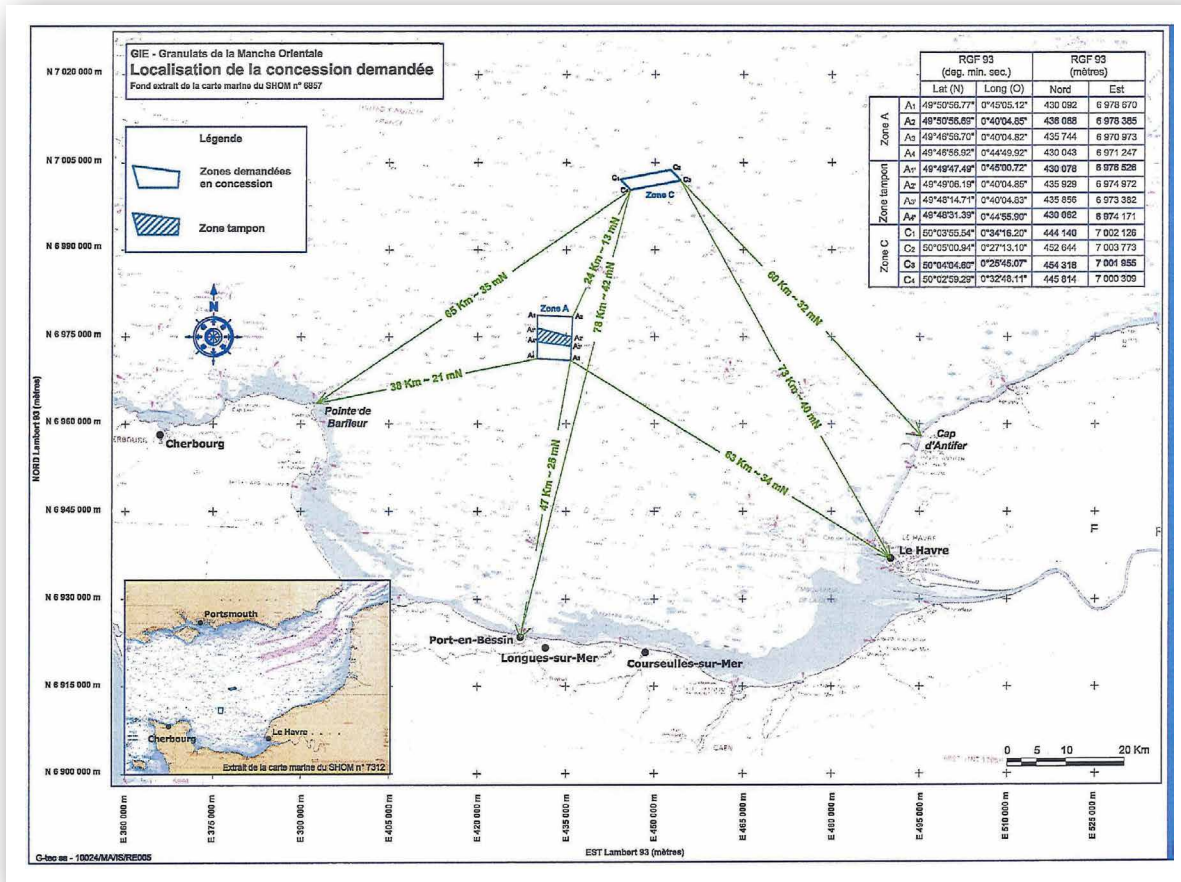 GIE - Granulats de la Manche Orientale
Localisation de la concession demandée
Fond extrait de la carte marine du SHOM n° 6857
Légende
Zones demandées
en concession
Zone tampon
RGF 93
(deg. min. sec.)
RGF 93
(mètres)
Lat (N) Long (O) Nord Est
Zone A
A1 49°50'56.77" 0°45'05.12" 430 092 6 978 670
A2 49°50'56.69" 0°40'04.85" 436 088 6 978 385
A3 49°46'56.70" 0°40'04.82" 435 744 6 970 973
A4 49°46'56.92" 0°44'49.92" 430 043 6 971 247
Zone tampon
A1' 49°49'47.49" 0°45'00.72" 430 078 6 976 526
A2' 49°49'06.19" 0°40'04.85" 435 929 6 974 972
A3' 49°48'14.71" 0°40'04.83" 435 856 6 973 382
A4' 49°48'31.39" 0°44'55.90" 430 062 6 974 171
Zone C
C1 50°03'55.54" 0°34'16.20" 444 140 7 002 126
C2 50°05'00.94" 0°27'13.10" 452 644 7 003 773
C3 50°04'04.60" 0°25'45.07" 454 318 7 001 955
C4 50°02'59.29" 0°32'48.11" 445 814 7 000 309
N 7 020 000 m
N 7 005 000 m
N 6 990 000 m
N 6 975 000 m
N 6 960 000 m
N 6 945 000 m
N 6 930 000 m
N 6 915 000 m
N 6 900 000 m
NORD Lambert 93 (mètres)
N
C1
C2
C3
C4
Zone C
65 Km ~ 35 mN
24 Km ~ 13 mN
78 Km ~ 42 mN
60 Km ~ 32 mN
73 Km ~ 40 mN
Zone A
A1
A2
A3
38 Km ~ 21 mN
63 Km ~ 34 mN
47 Km ~ 25 mN
Pointe de
Barfleur
Cherbourg
Cap
d'Antifer
LE HAVRE
Le Havre
F
Port-en-Bessin
Longues-sur-Mer
Courseulles-sur-Mer
CAEN
Portsmouth
Cherbourg
Le Havre
Extrait de la carte marine du SHOM n° 7312
0 5 10 20 Km
E 360 000 m
E 390 000 m
E 405 000 m
E 420 000 m
E 435 000 m
E 450 000 m
E 465 000 m
E 480 000 m
E 495 000 m
E 510 000 m
E 525 000 m
EST Lambert 93 (mètres)
G-tec sa - 10024/MA/IS/RE005